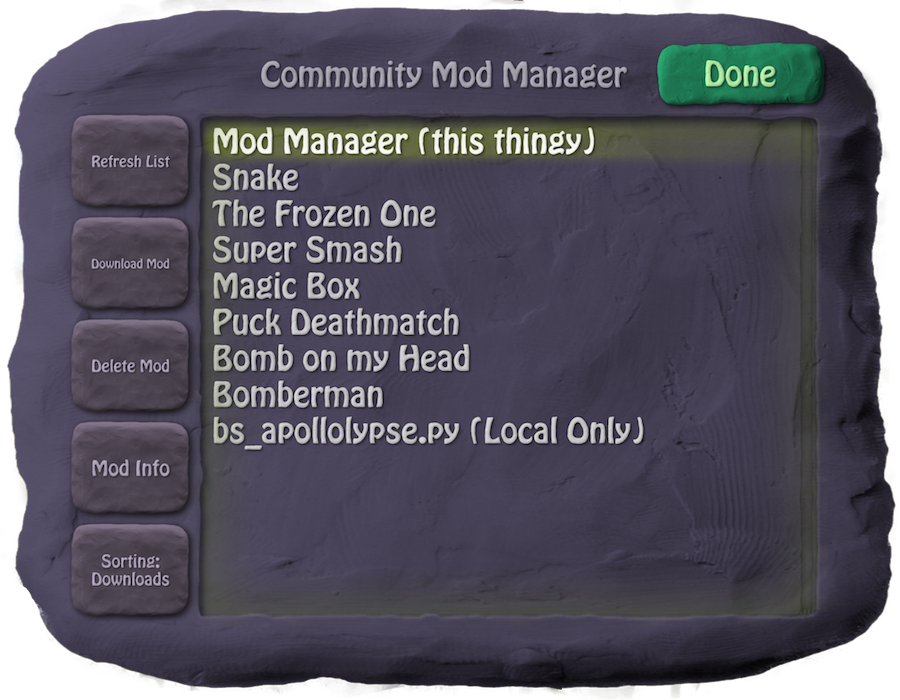 Community Mod Manager
Done
Refresh List
Download Mod
Delete Mod
Mod Info
Sorting:
Downloads
Mod Manager (this thingy)
Snake
The Frozen One
Super Smash
Magic Box
Puck Deathmatch
Bomb on my Head
Bomberman
bs_apollolypse.py (Local Only)